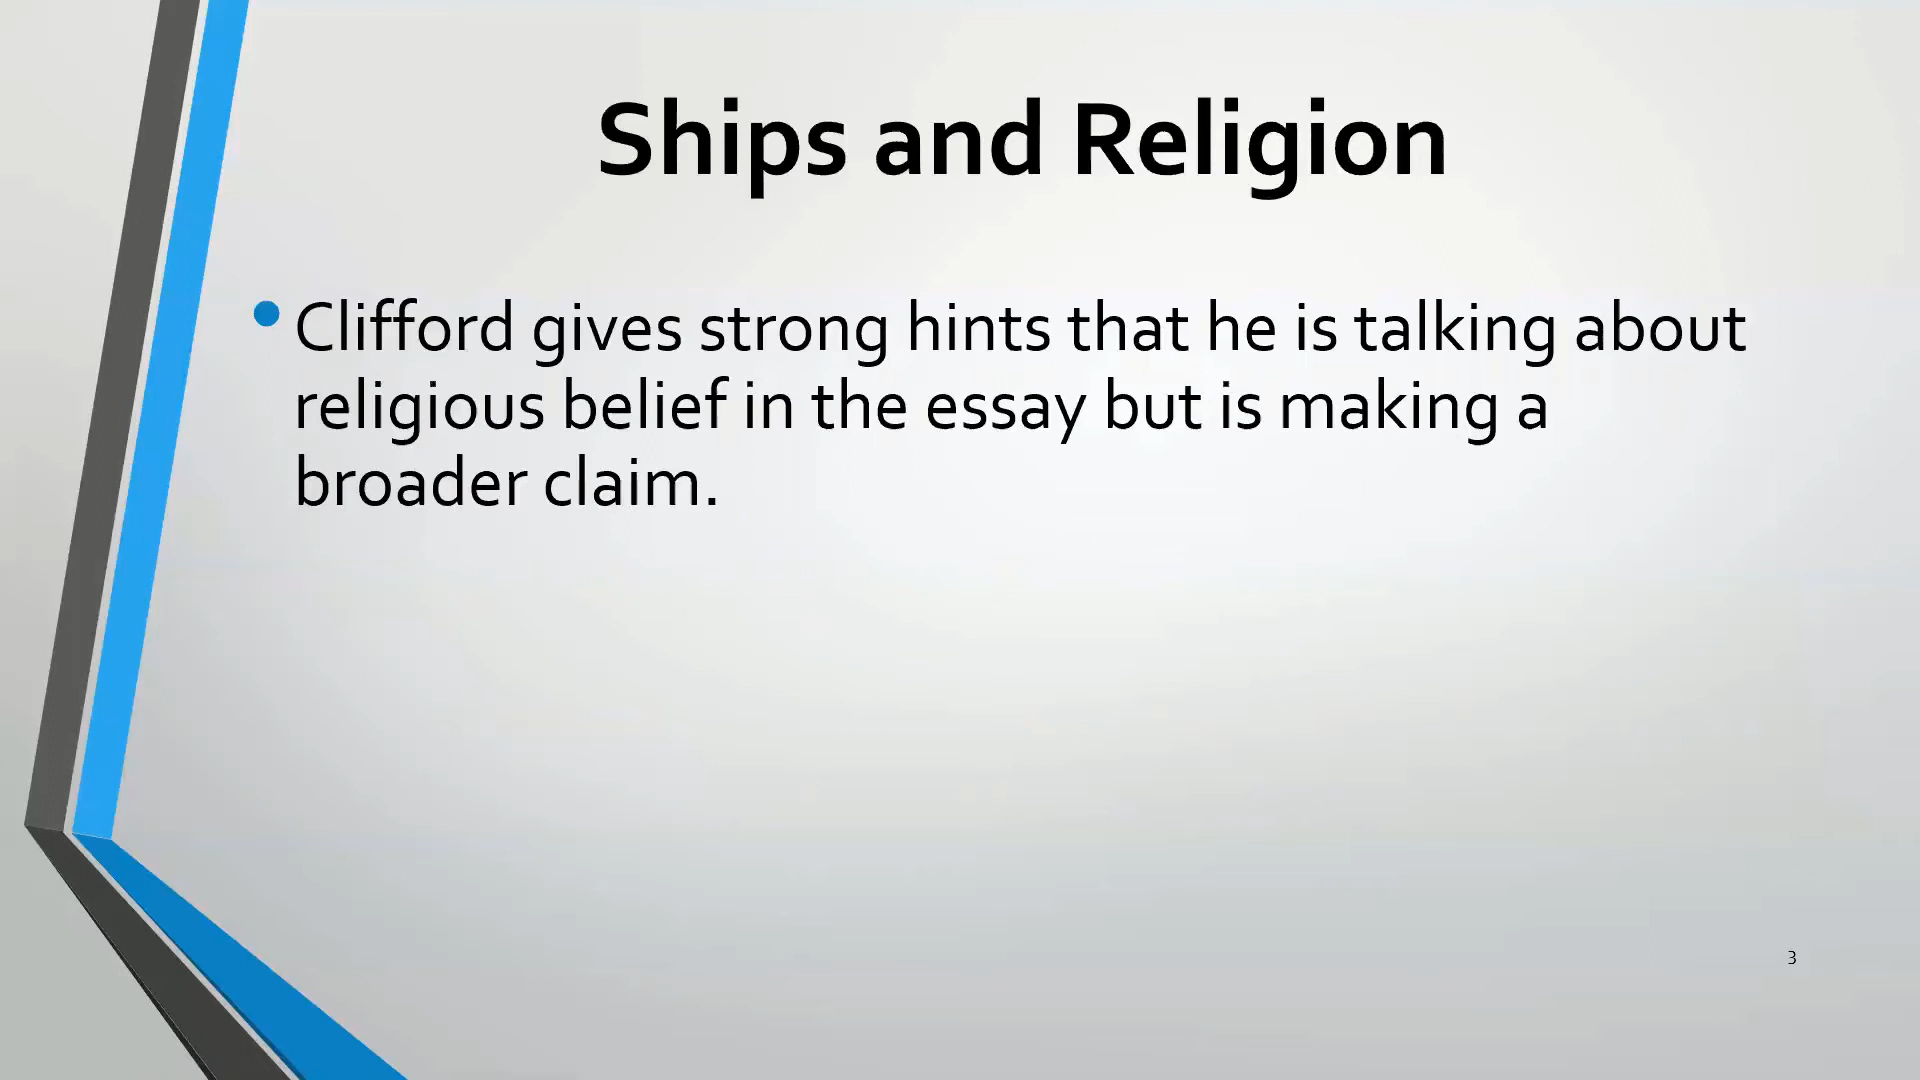 Ships and Religion
• Clifford gives strong hints that he is talking about
religious belief in the essay but is making a
broader claim.
3